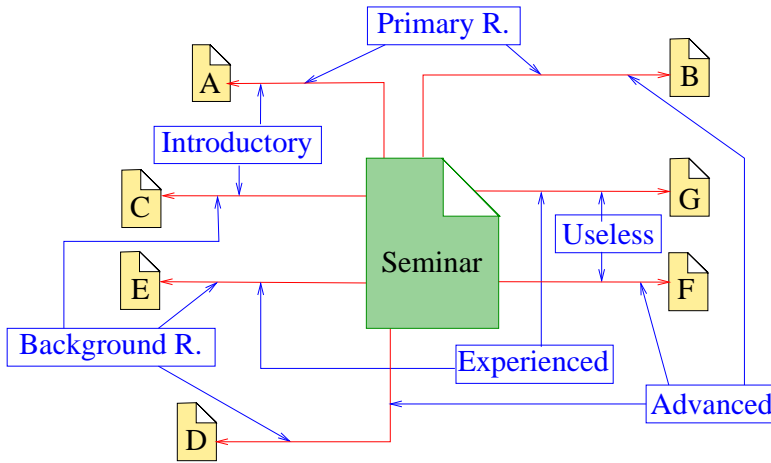 Primary R.
A
B
Introductory
C
G
Useless
Seminar
E
F
Background R.
Experienced
Advanced
D